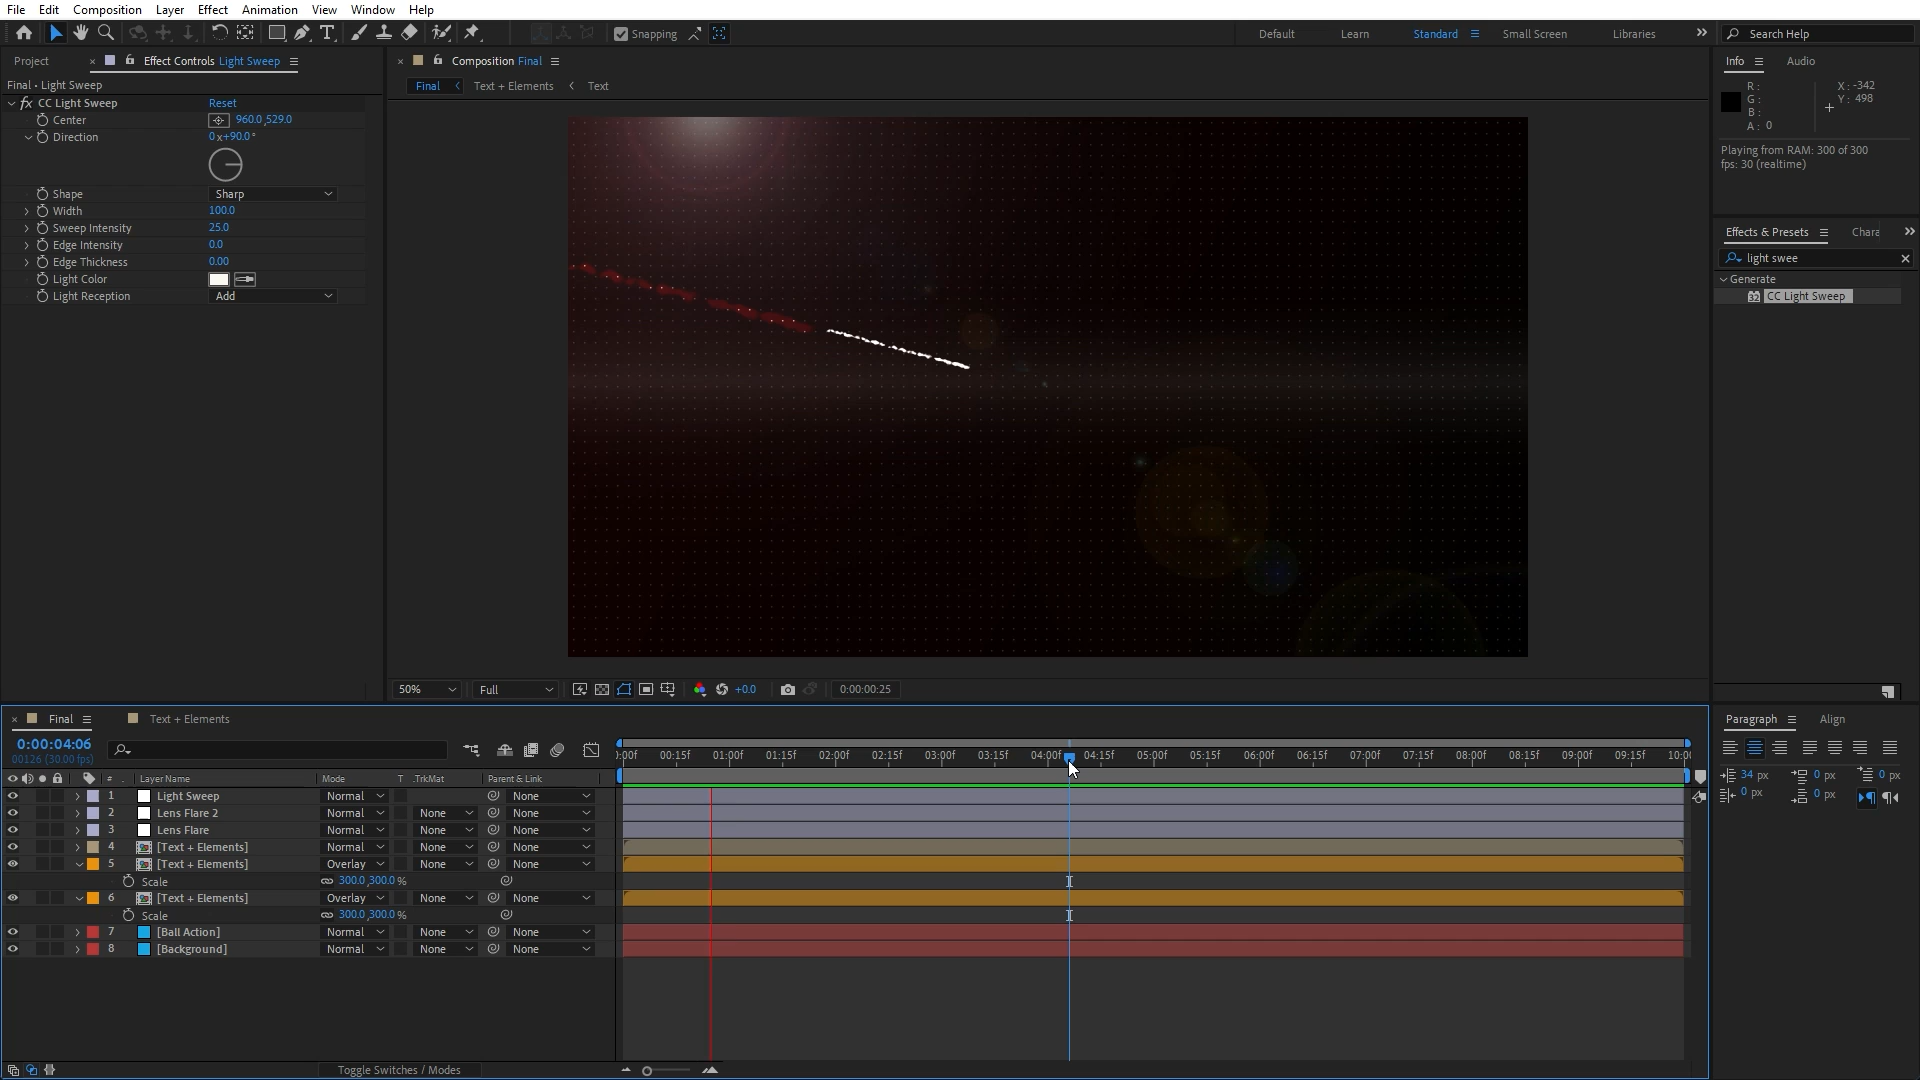 File Edit Composition Layer Effect Animation View Window Help
Snapping
Default Learn Standard Small Screen Libraries
Search Help
Project
Effect Controls Light Sweep
Final • Light Sweep
fx CC Light Sweep Reset
Center 960.0,529.0
Direction 0x+90.0°
Shape Sharp
Width 100.0
Sweep Intensity 25.0
Edge Intensity 0.0
Edge Thickness 0.00
Light Color
Light Reception Add
Composition Final
Final Text + Elements Text
50% Full +0.0 0:00:00:25
Info Audio
R: X: -342
G: Y: 498
B:
A: 0
Playing from RAM: 300 of 300
fps: 30 (realtime)
Effects & Presets Chara
light swee
Generate
32 CC Light Sweep
Final Text + Elements
0:00:04:06
00126 (30.00 fps)
:00f 00:15f 01:00f 01:15f 02:00f 02:15f 03:00f 03:15f 04:00f 04:15f 05:00f 05:15f 06:00f 06:15f 07:00f 07:15f 08:00f 08:15f 09:00f 09:15f 10:0
# Layer Name Mode T .TrkMat Parent & Link
1 Light Sweep Normal None
2 Lens Flare 2 Normal None None
3 Lens Flare Normal None None
4 [Text + Elements] Normal None None
5 [Text + Elements] Overlay None None
Scale 300.0,300.0 %
6 [Text + Elements] Overlay None None
Scale 300.0,300.0 %
7 [Ball Action] Normal None None
8 [Background] Normal None None
Toggle Switches / Modes
Paragraph Align
34 px 0 px 0 px
0 px 0 px